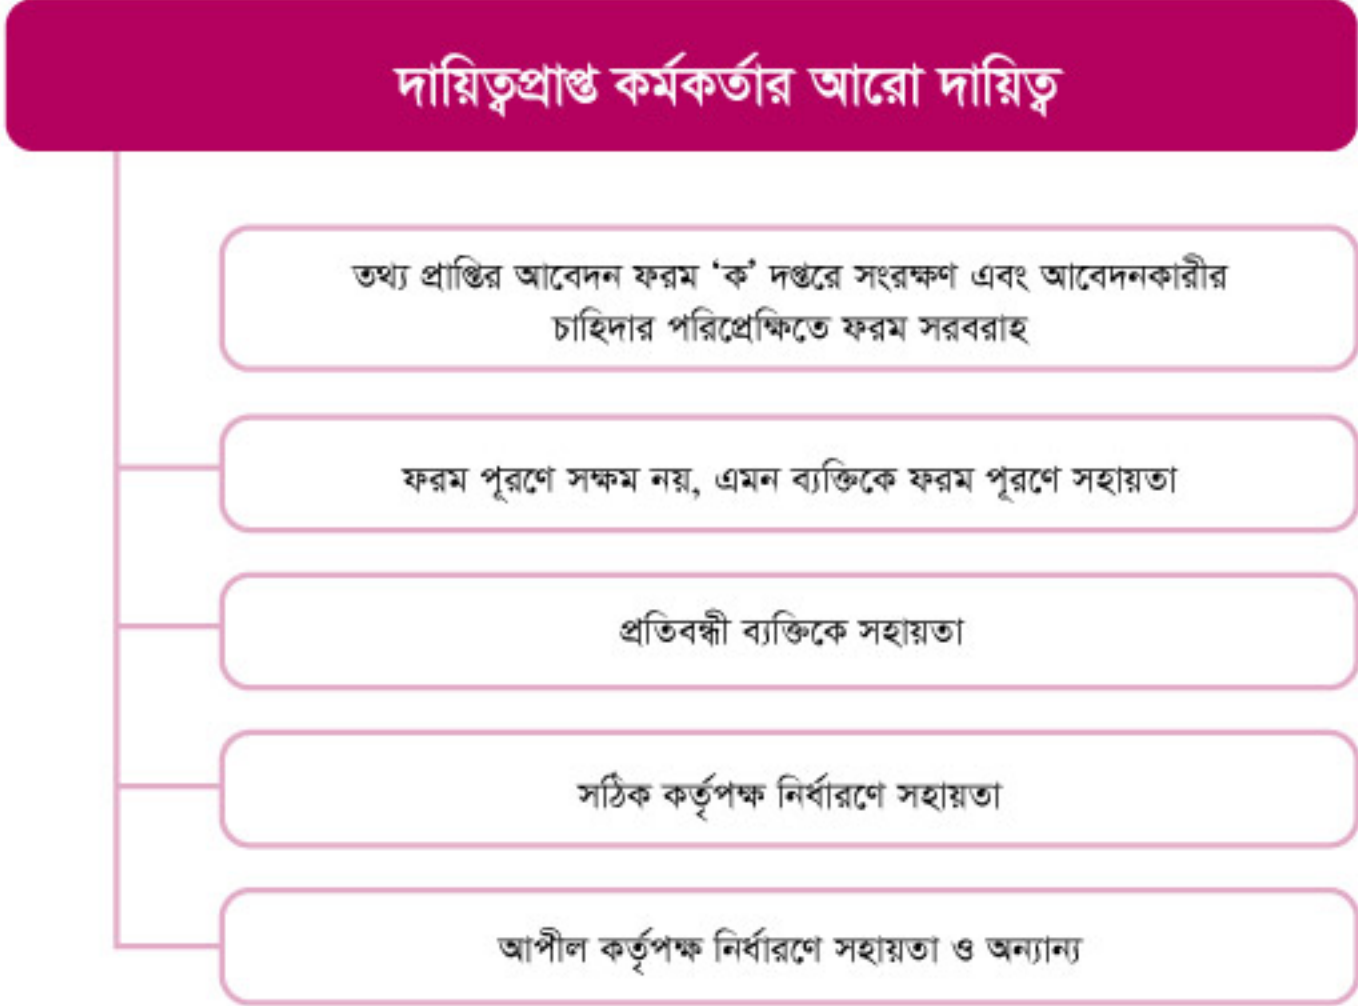 দায়িত্বপ্রাপ্ত কর্মকর্তার আরো দায়িত্ব
তথ্য প্রাপ্তির আবেদন ফরম ‘ক’ দপ্তরে সংরক্ষণ এবং আবেদনকারীর
চাহিদার পরিপ্রেক্ষিতে ফরম সরবরাহ
ফরম পূরণে সক্ষম নয়, এমন ব্যক্তিকে ফরম পূরণে সহায়তা
প্রতিবন্ধী ব্যক্তিকে সহায়তা
সঠিক কর্তৃপক্ষ নির্ধারণে সহায়তা
আপীল কর্তৃপক্ষ নির্ধারণে সহায়তা ও অন্যান্য